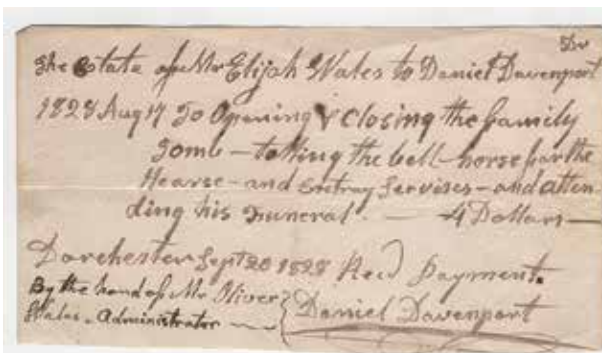 Dr
The Estate of Mr Elijah Wales to Daniel Davenport
1828 Aug 17 To Opening & Closing the family
Tomb – tolling the bell – horse for the
Hearse – and Extray Servises – and atten
ding his Funeral. — 4 Dollars —
Dorchester Sept 20 1828 Recd Payment.
By the hand of Mr Oliver
Wales. Administrator
Daniel Davenport